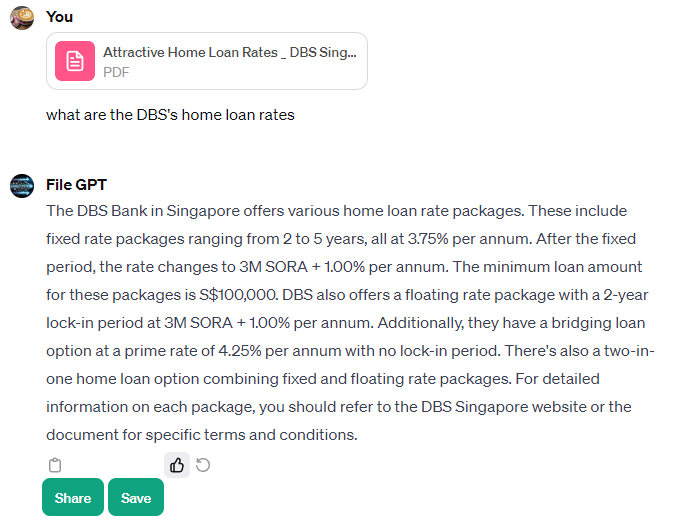 You
Attractive Home Loan Rates _ DBS Sing...
PDF
what are the DBS's home loan rates
File GPT
The DBS Bank in Singapore offers various home loan rate packages. These include
fixed rate packages ranging from 2 to 5 years, all at 3.75% per annum. After the fixed
period, the rate changes to 3M SORA + 1.00% per annum. The minimum loan amount
for these packages is S$100,000. DBS also offers a floating rate package with a 2-year
lock-in period at 3M SORA + 1.00% per annum. Additionally, they have a bridging loan
option at a prime rate of 4.25% per annum with no lock-in period. There's also a two-in-
one home loan option combining fixed and floating rate packages. For detailed
information on each package, you should refer to the DBS Singapore website or the
document for specific terms and conditions.
Share Save